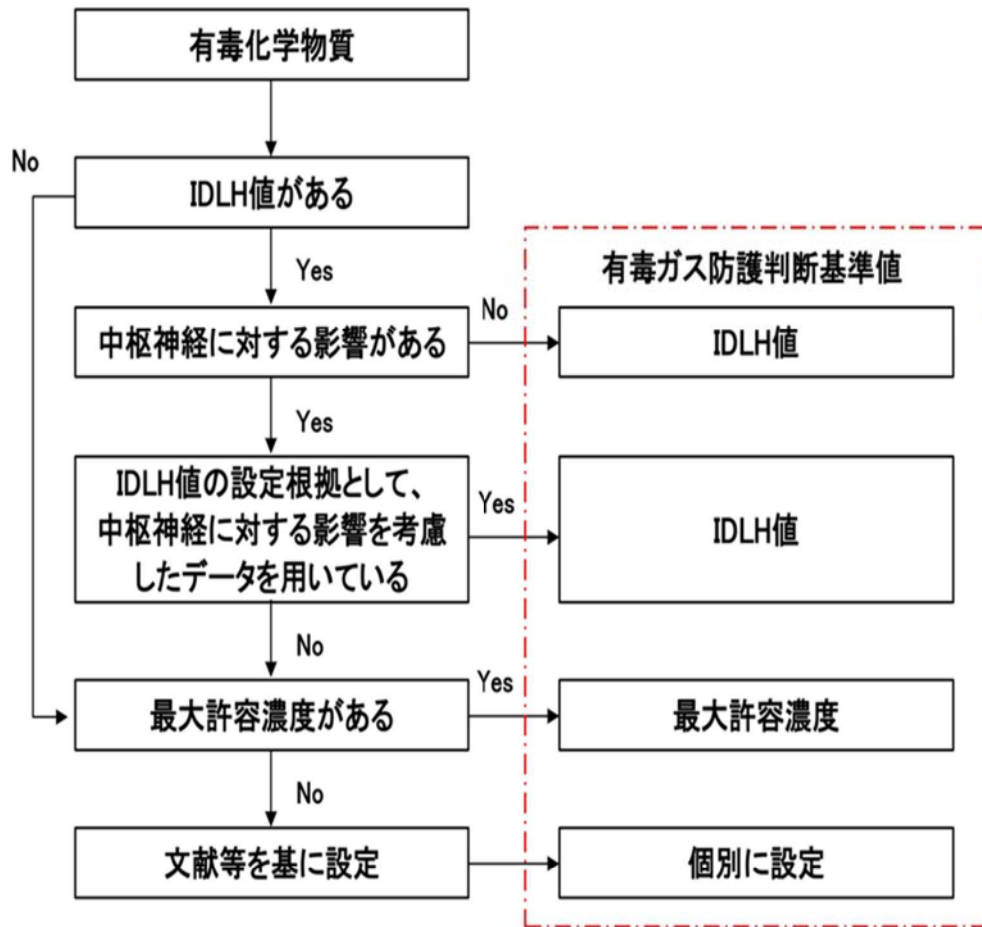 有毒化学物質
No
IDLH値がある
Yes
有毒ガス防護判断基準値
中枢神経に対する影響がある
No
IDLH値
Yes
IDLH値の設定根拠として、
中枢神経に対する影響を考慮
したデータを用いている
Yes
IDLH値
No
最大許容濃度がある
Yes
最大許容濃度
No
文献等を基に設定
個別に設定